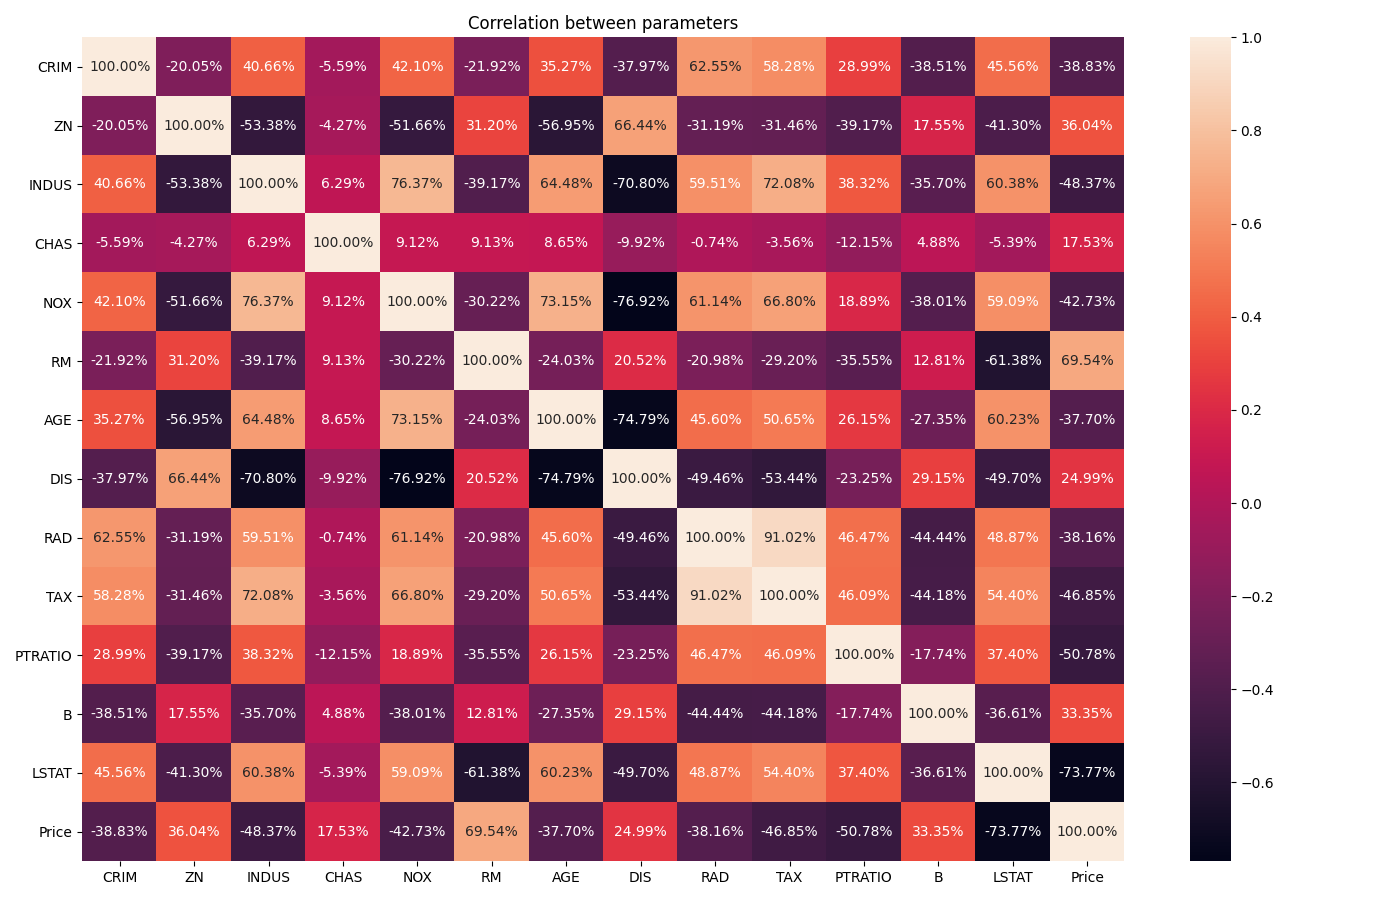 Correlation between parameters
CRIM 100.00% -20.05% 40.66% -5.59% 42.10% -21.92% 35.27% -37.97% 62.55% 58.28% 28.99% -38.51% 45.56% -38.83%
ZN -20.05% 100.00% -53.38% -4.27% -51.66% 31.20% -56.95% 66.44% -31.19% -31.46% -39.17% 17.55% -41.30% 36.04%
INDUS 40.66% -53.38% 100.00% 6.29% 76.37% -39.17% 64.48% -70.80% 59.51% 72.08% 38.32% -35.70% 60.38% -48.37%
CHAS -5.59% -4.27% 6.29% 100.00% 9.12% 9.13% 8.65% -9.92% -0.74% -3.56% -12.15% 4.88% -5.39% 17.53%
NOX 42.10% -51.66% 76.37% 9.12% 100.00% -30.22% 73.15% -76.92% 61.14% 66.80% 18.89% -38.01% 59.09% -42.73%
RM -21.92% 31.20% -39.17% 9.13% -30.22% 100.00% -24.03% 20.52% -20.98% -29.20% -35.55% 12.81% -61.38% 69.54%
AGE 35.27% -56.95% 64.48% 8.65% 73.15% -24.03% 100.00% -74.79% 45.60% 50.65% 26.15% -27.35% 60.23% -37.70%
DIS -37.97% 66.44% -70.80% -9.92% -76.92% 20.52% -74.79% 100.00% -49.46% -53.44% -23.25% 29.15% -49.70% 24.99%
RAD 62.55% -31.19% 59.51% -0.74% 61.14% -20.98% 45.60% -49.46% 100.00% 91.02% 46.47% -44.44% 48.87% -38.16%
TAX 58.28% -31.46% 72.08% -3.56% 66.80% -29.20% 50.65% -53.44% 91.02% 100.00% 46.09% -44.18% 54.40% -46.85%
PTRATIO 28.99% -39.17% 38.32% -12.15% 18.89% -35.55% 26.15% -23.25% 46.47% 46.09% 100.00% -17.74% 37.40% -50.78%
B -38.51% 17.55% -35.70% 4.88% -38.01% 12.81% -27.35% 29.15% -44.44% -44.18% -17.74% 100.00% -36.61% 33.35%
LSTAT 45.56% -41.30% 60.38% -5.39% 59.09% -61.38% 60.23% -49.70% 48.87% 54.40% 37.40% -36.61% 100.00% -73.77%
Price -38.83% 36.04% -48.37% 17.53% -42.73% 69.54% -37.70% 24.99% -38.16% -46.85% -50.78% 33.35% -73.77% 100.00%
CRIM ZN INDUS CHAS NOX RM AGE DIS RAD TAX PTRATIO B LSTAT Price
1.0
0.8
0.6
0.4
0.2
0.0
−0.2
−0.4
−0.6